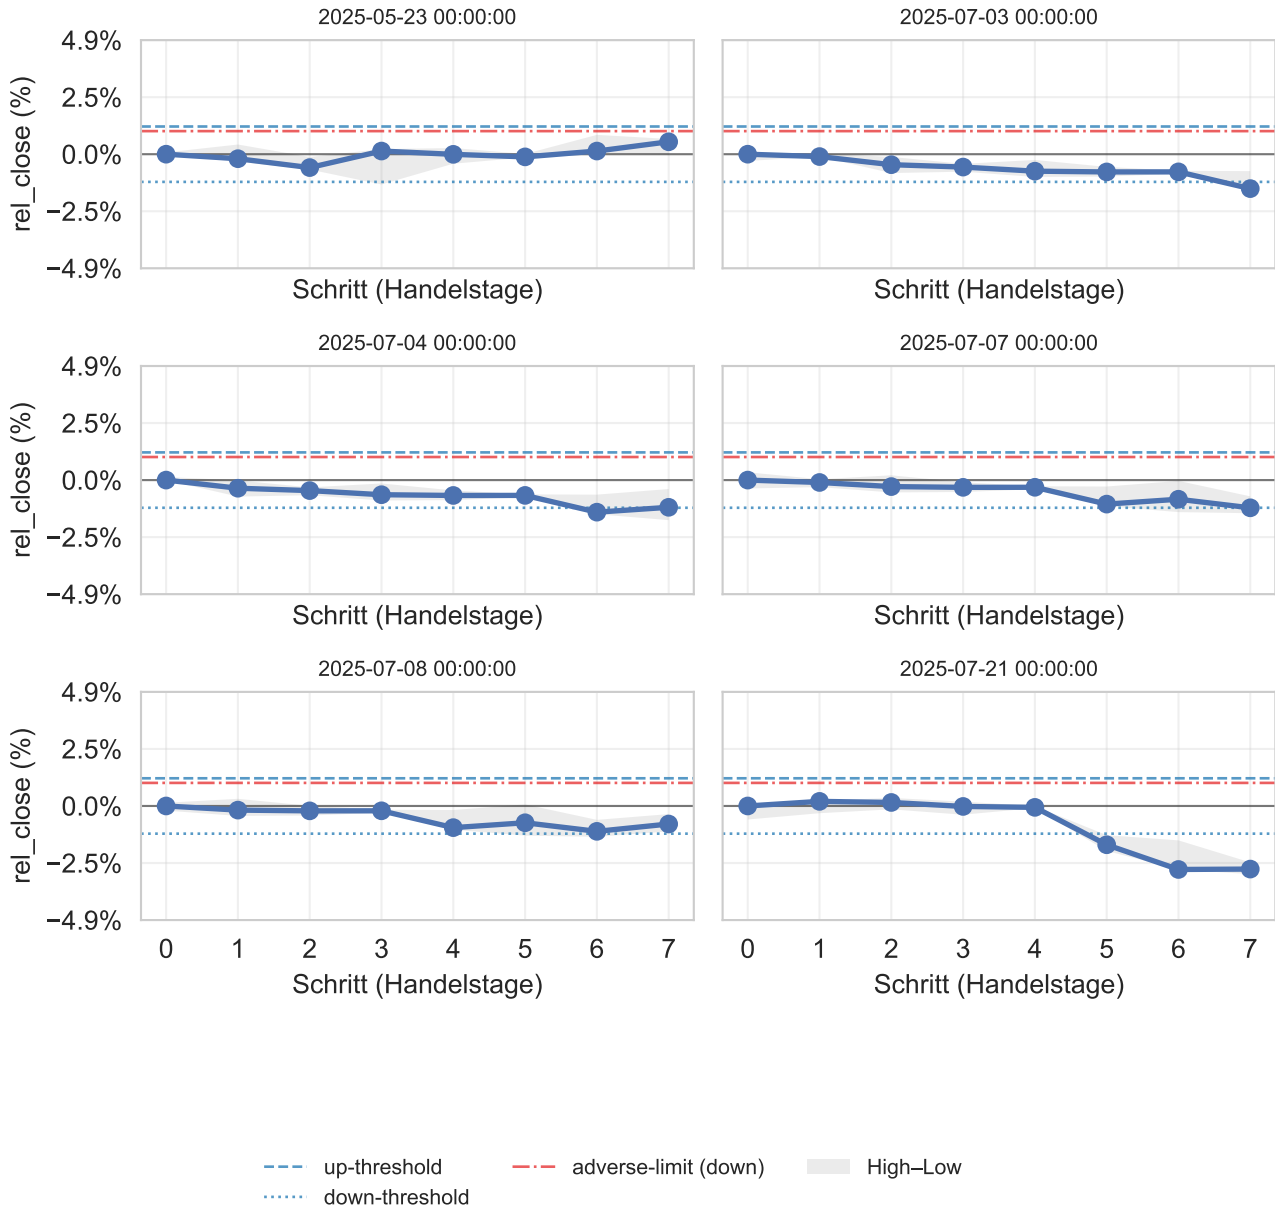 2025-05-23 00:00:00
2025-07-03 00:00:00
4.9%
2.5%
0.0%
−2.5%
−4.9%
rel_close (%)
Schritt (Handelstage)
Schritt (Handelstage)
2025-07-04 00:00:00
2025-07-07 00:00:00
4.9%
2.5%
0.0%
−2.5%
−4.9%
rel_close (%)
Schritt (Handelstage)
Schritt (Handelstage)
2025-07-08 00:00:00
2025-07-21 00:00:00
4.9%
2.5%
0.0%
−2.5%
−4.9%
rel_close (%)
0 1 2 3 4 5 6 7
0 1 2 3 4 5 6 7
Schritt (Handelstage)
Schritt (Handelstage)
up-threshold
down-threshold
adverse-limit (down)
High–Low